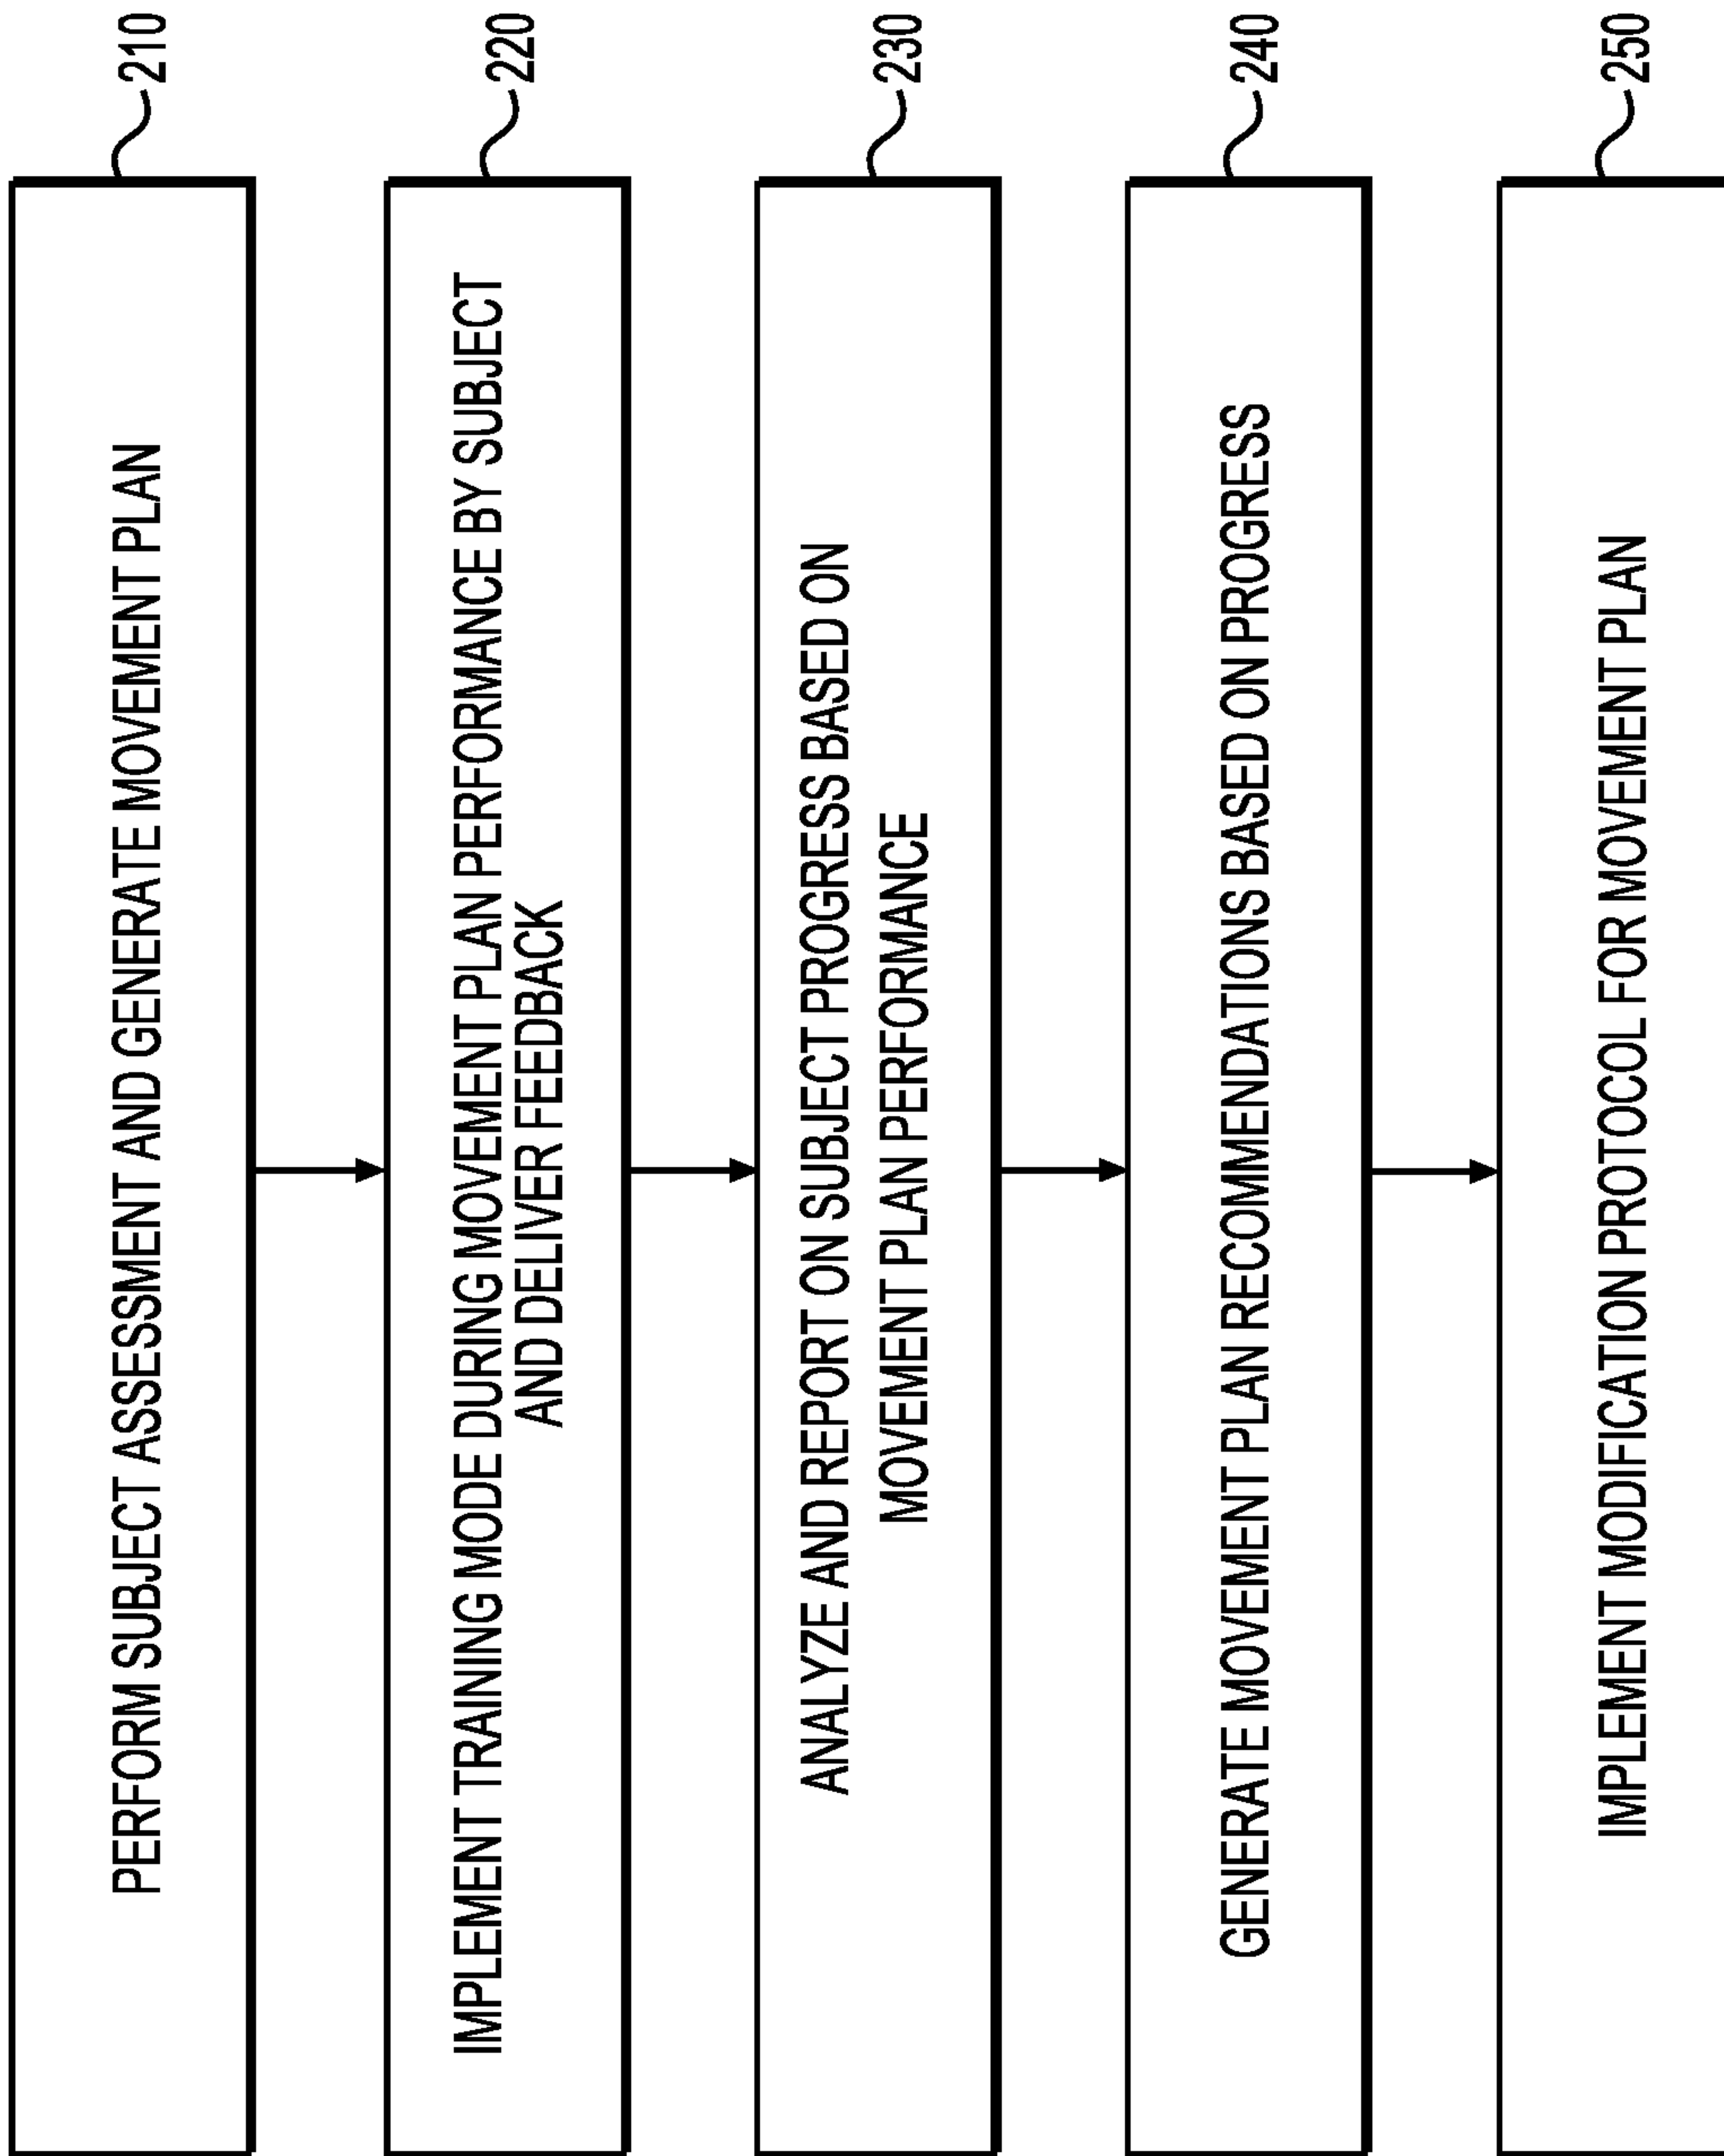 PERFORM SUBJECT ASSESSMENT AND GENERATE MOVEMENT PLAN
210
IMPLEMENT TRAINING MODE DURING MOVEMENT PLAN PERFORMANCE BY SUBJECT
AND DELIVER FEEDBACK
220
ANALYZE AND REPORT ON SUBJECT PROGRESS BASED ON
MOVEMENT PLAN PERFORMANCE
230
GENERATE MOVEMENT PLAN RECOMMENDATIONS BASED ON PROGRESS
240
IMPLEMENT MODIFICATION PROTOCOL FOR MOVEMENT PLAN
250